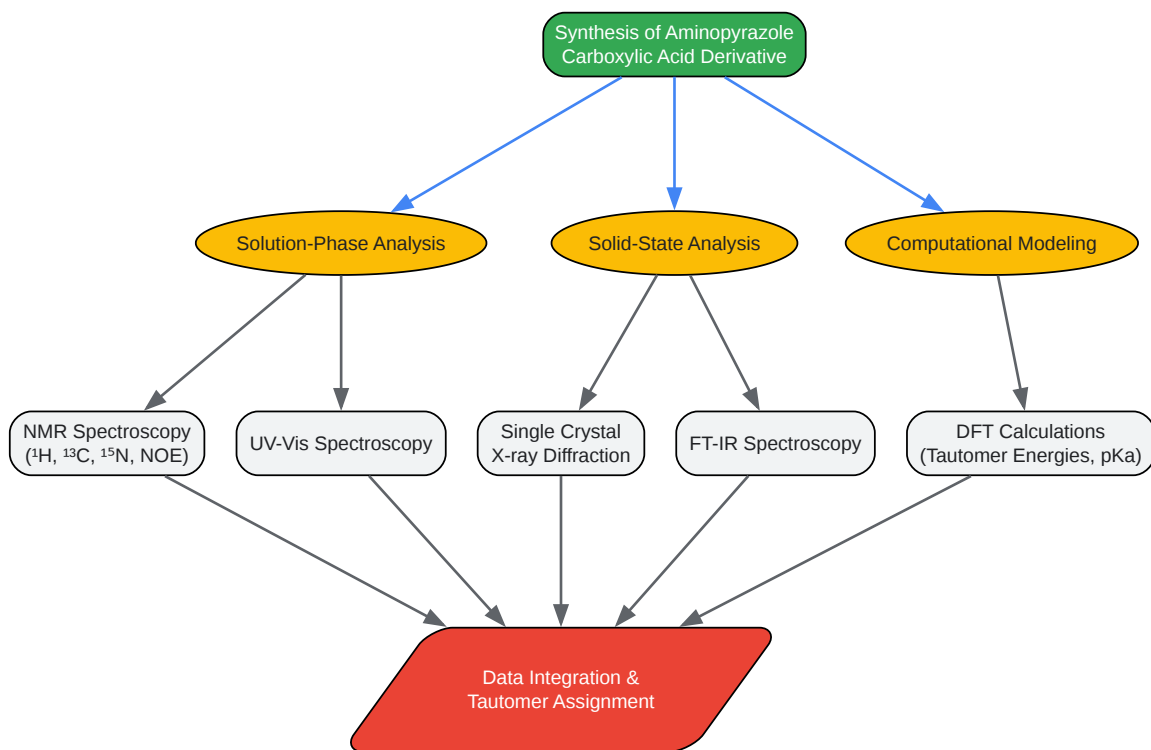 Synthesis of Aminopyrazole
Carboxylic Acid Derivative
Solution-Phase Analysis
Solid-State Analysis
Computational Modeling
NMR Spectroscopy
(¹H, ¹³C, ¹⁵N, NOE)
UV-Vis Spectroscopy
Single Crystal
X-ray Diffraction
FT-IR Spectroscopy
DFT Calculations
(Tautomer Energies, pKa)
Data Integration &
Tautomer Assignment